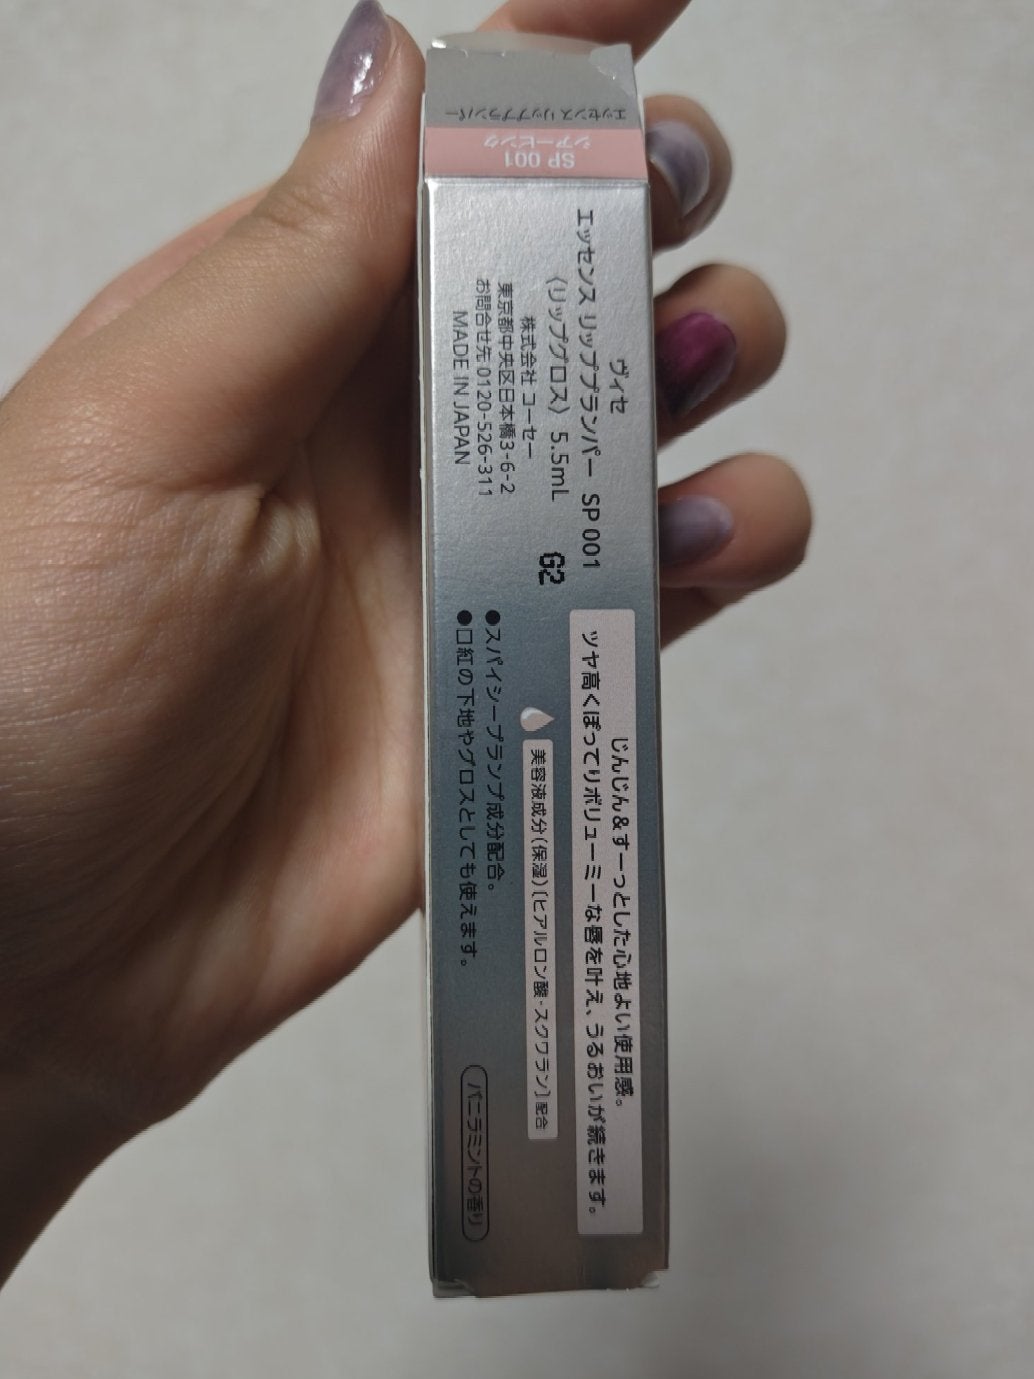 エッセンス リッププランパー
シアーピンク
SP 001
ヴィセ
エッセンス リッププランパー SP 001
〈リップグロス〉 5.5mL
株式会社 コーセー
東京都中央区日本橋3-6-2
お問合せ先 0120-526-311
MADE IN JAPAN
G2
じんじん&すーっとした心地よい使用感。
ツヤ高くぽってりボリューミーな唇を叶え、うるおいが続きます。
美容液成分(保湿)〔ヒアルロン酸・スクワラン〕配合
●スパイシープランプ成分配合。
●口紅の下地やグロスとしても使えます。
バニラミントの香り